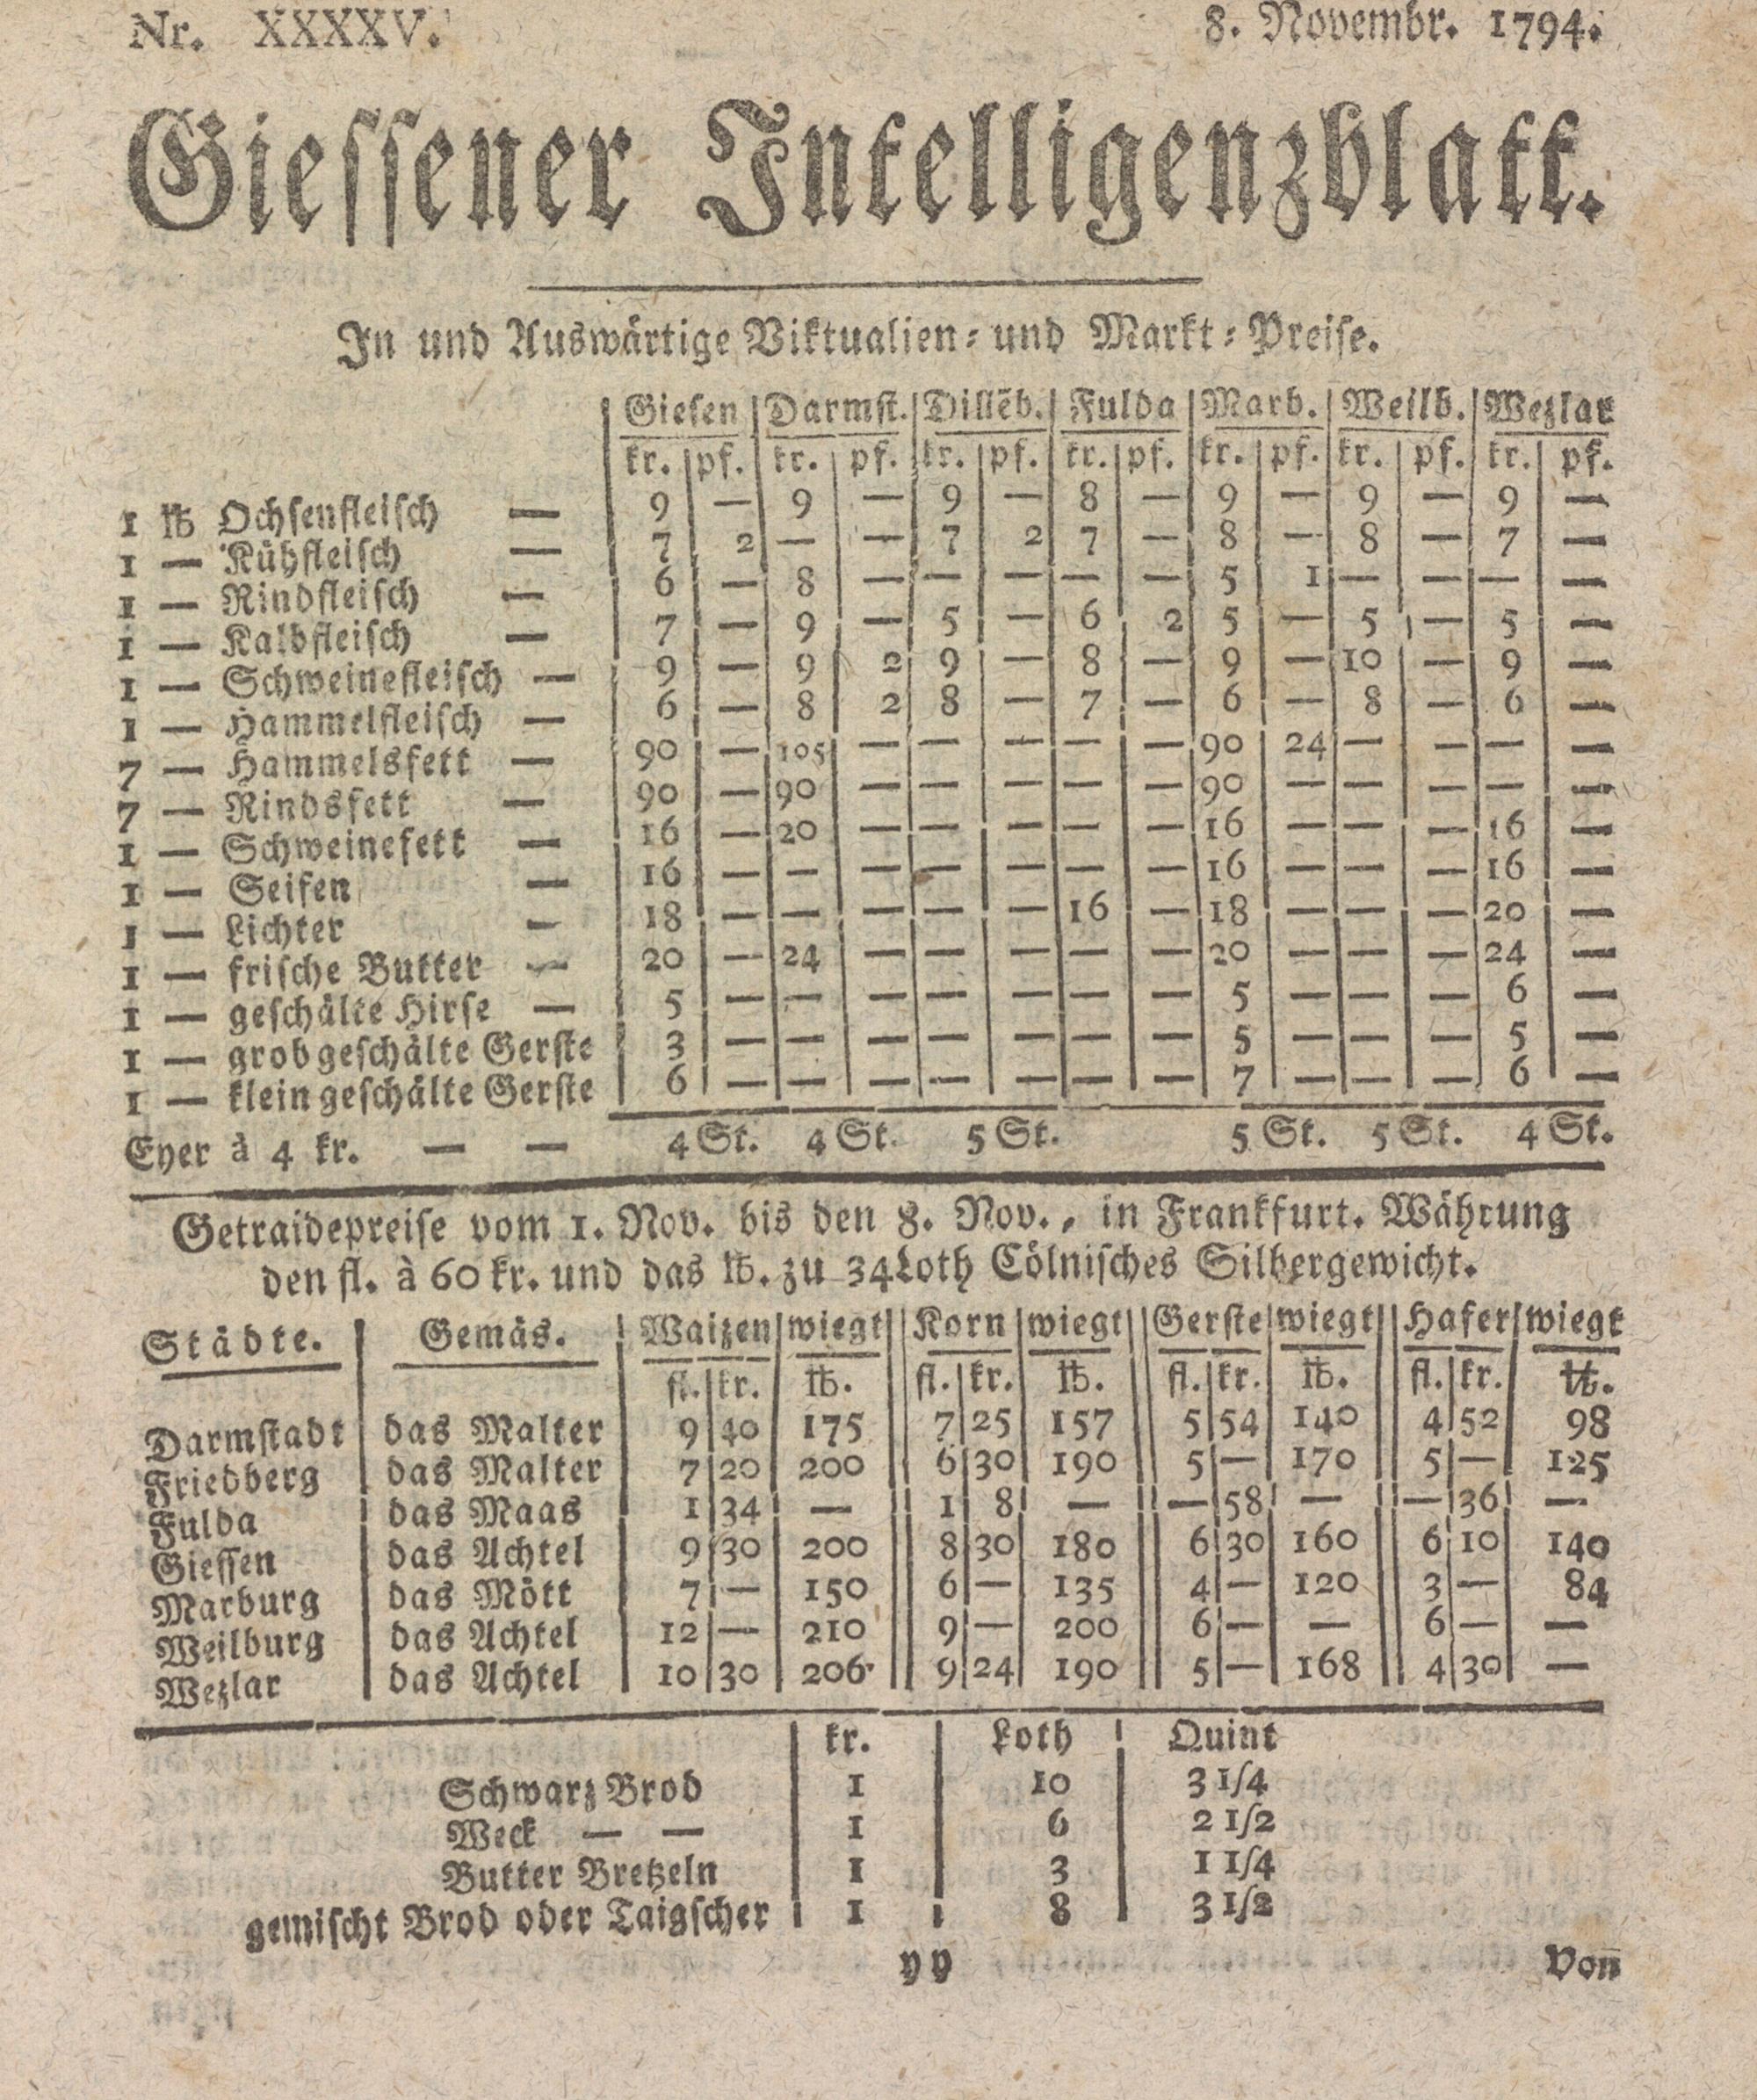 Nr. XXXXV. 8. Novembr. 1794.
Giessener Intelligenzblatt.
In und Auswärtige Viktualien- und Markt-Preise.
Giesen Darmst. Dillēb. Fulda Marb. Weilb. Wezlar
kr. pf. kr. pf. kr. pf. kr. pf. kr. pf. kr. pf. kr. pf.
1 ℔ Ochsenfleisch — 9 — 9 — 9 — 8 — 9 — 9 — 9 —
1 — Kühfleisch — 7 2 — — 7 2 7 — 8 — 8 — 7 —
1 — Rindfleisch — 6 — 8 — — — — — 5 1 — — — —
1 — Kalbfleisch — 7 — 9 — 5 — 6 2 5 — 5 — 5 —
1 — Schweinefleisch — 9 — 9 2 9 — 8 — 9 — 10 — 9 —
1 — Hammelfleisch — 6 — 8 2 8 — 7 — 6 — 8 — 6 —
7 — Hammelsfett — 90 — 105 — — — — — 90 24 — — — —
7 — Rindsfett — 90 — 90 — — — — — 90 — — — — —
1 — Schweinefett — 16 — 20 — — — — — 16 — — — 16 —
1 — Seifen — 16 — — — — — — — 16 — — — 16 —
1 — Lichter — 18 — — — — — 16 — 18 — — — 20 —
1 — frische Butter — 20 — 24 — — — — — 20 — — — 24 —
1 — geschälte Hirse — 5 — — — — — — — 5 — — — 6 —
1 — grob geschälte Gerste 3 — — — — — — — 5 — — — 5 —
1 — klein geschälte Gerste 6 — — — — — — — 7 — — — 6 —
Eyer à 4 kr. — — 4 St. 4 St. 5 St. 5 St. 5 St. 4 St.
Getraidepreise vom 1. Nov. bis den 8. Nov., in Frankfurt. Währung
den fl. à 60 kr. und das ℔. zu 34 Loth Cölnisches Silbergewicht.
Städte. Gemäs. Waizen wiegt Korn wiegt Gerste wiegt Hafer wiegt
fl. kr. ℔. fl. kr. ℔. fl. kr. ℔. fl. kr. ℔.
Darmstadt das Malter 9 40 175 7 25 157 5 54 140 4 52 98
Friedberg das Malter 7 20 200 6 30 190 5 — 170 5 — 125
Fulda das Maas 1 34 — 1 8 — — 58 — — 36 —
Giessen das Achtel 9 30 200 8 30 180 6 30 160 6 10 140
Marburg das Mött 7 — 150 6 — 135 4 — 120 3 — 84
Weilburg das Achtel 12 — 210 9 — 200 6 — — 6 — —
Wezlar das Achtel 10 30 206 9 24 190 5 — 168 4 30 —
kr. Loth Quint
Schwarz Brod 1 10 3 1/4
Weck — — 1 6 2 1/2
Butter Bretzeln 1 3 1 1/4
gemischt Brod oder Taigscher 1 8 3 1/2
yy Von